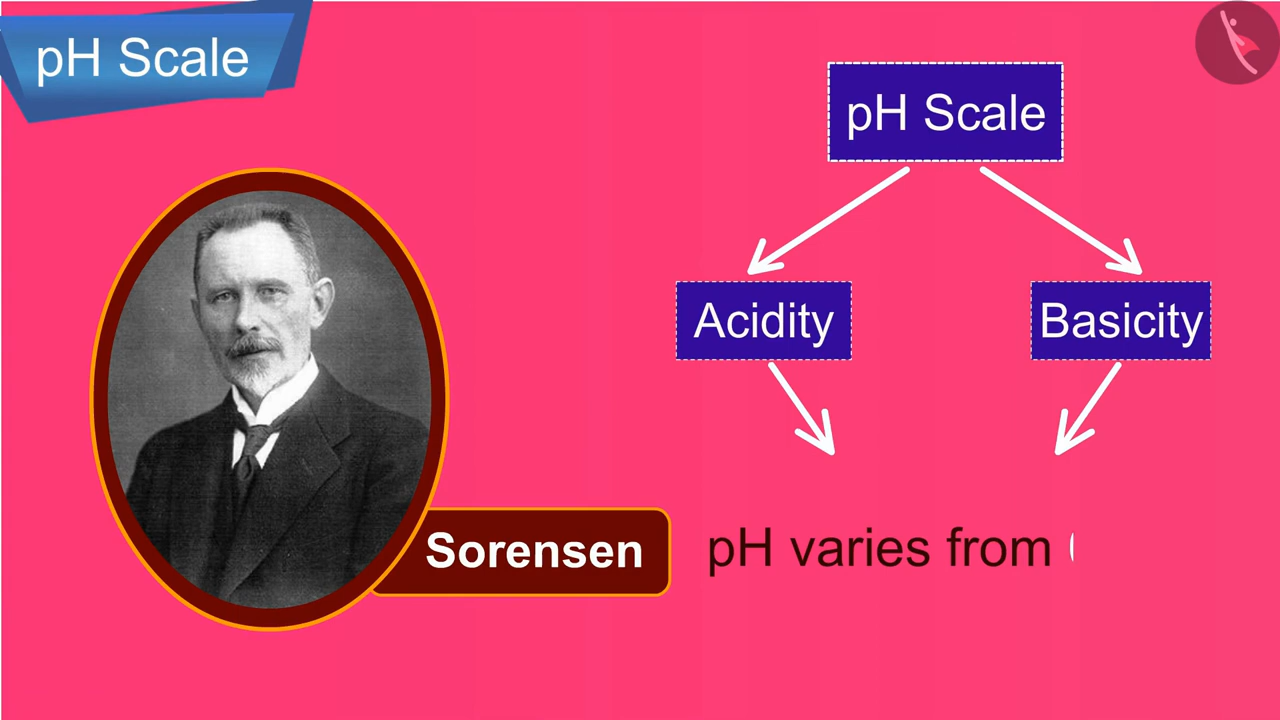 pH Scale
pH Scale
Acidity
Basicity
Sorensen
pH varies from